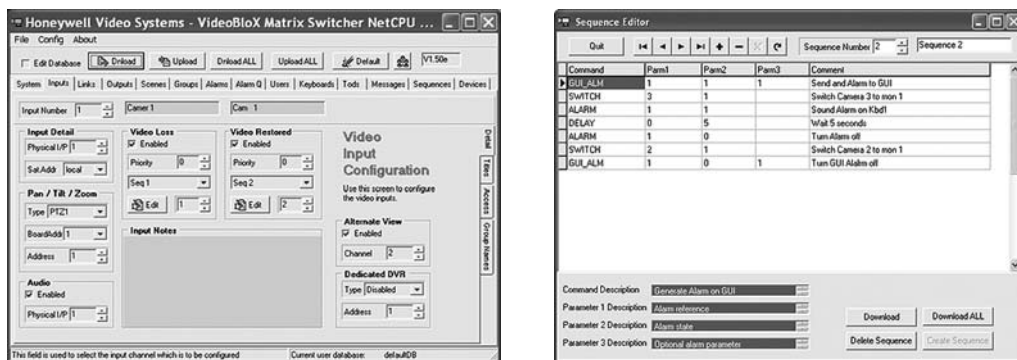 Honeywell Video Systems - VideoBloX Matrix Switcher NetCPU ...
File Config About
Edit Database Dnload Upload Dnload ALL Upload ALL Default V1.50e
System Inputs Links Outputs Scenes Groups Alarms Alarm Q Users Keyboards Tods Messages Sequences Devices
Input Number 1 Camer 1 Cam 1
Input Detail
Physical I/P 1
Sat.Addr local
Pan / Tilt / Zoom
Type PTZ1
BoardAddr 1
Address 1
Audio
Enabled
Physical I/P 1
Video Loss
Enabled
Priority 0
Seq 1
Edit 1
Video Restored
Enabled
Priority 0
Seq 2
Edit 2
Input Notes
Video
Input
Configuration
Use this screen to configure
the video inputs.
Alternate View
Enabled
Channel 2
Dedicated DVR
Type Disabled
Address 1
Detail
Titles
Access
Group Names
This field is used to select the input channel which is to be configured Current user database: defaultDB
Sequence Editor
Quit Sequence Number 2 Sequence 2
Command Parm1 Parm2 Parm3 Comment
GUI_ALM 1 1 1 Send and Alarm to GUI
SWITCH 3 1 Switch Camera 3 to mon 1
ALARM 1 1 Sound Alarm on Kbd1
DELAY 0 5 Wait 5 seconds
ALARM 1 0 Turn Alarm off
SWITCH 2 1 Switch Camera 2 to mon 1
GUI_ALM 1 0 1 Turn GUI Alalrm off
Command Description Generate Alarm on GUI
Parameter 1 Description Alarm reference
Parameter 2 Description Alarm state
Parameter 3 Description Optional alarm parameter
Download Download ALL
Delete Sequence Create Sequence